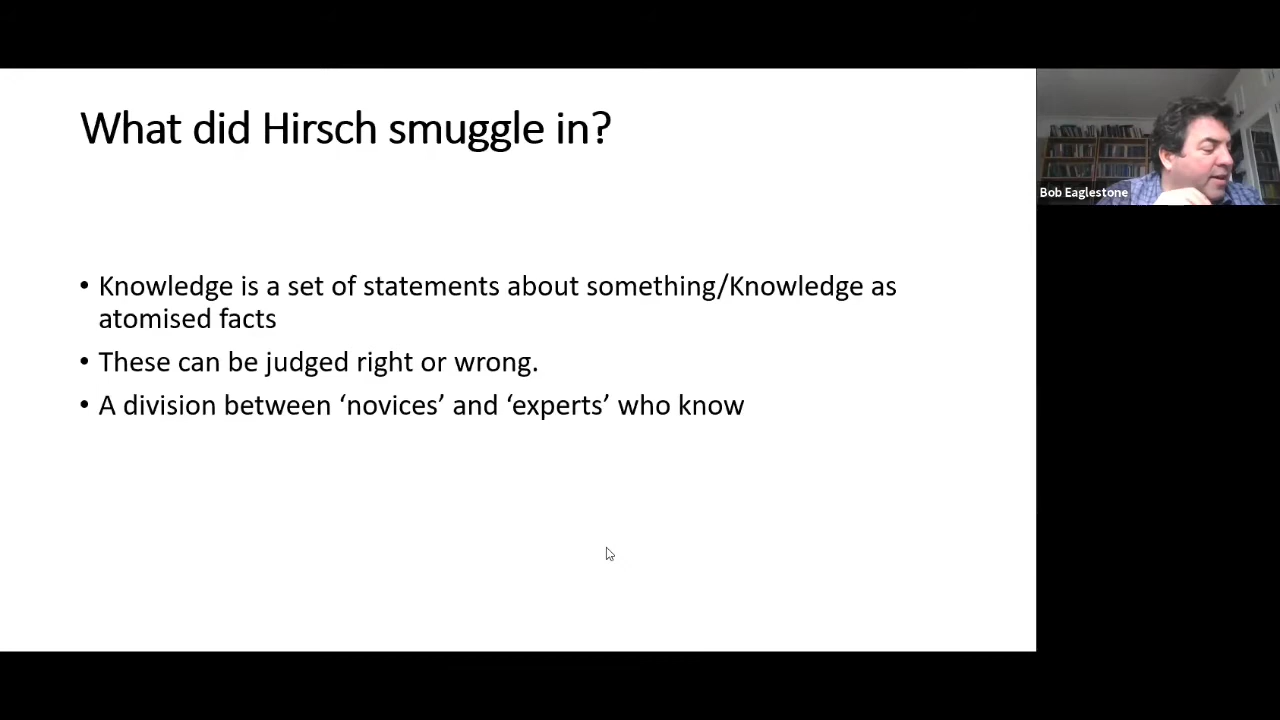 What did Hirsch smuggle in?
• Knowledge is a set of statements about something/Knowledge as
atomised facts
• These can be judged right or wrong.
• A division between ‘novices’ and ‘experts’ who know
Bob Eaglestone